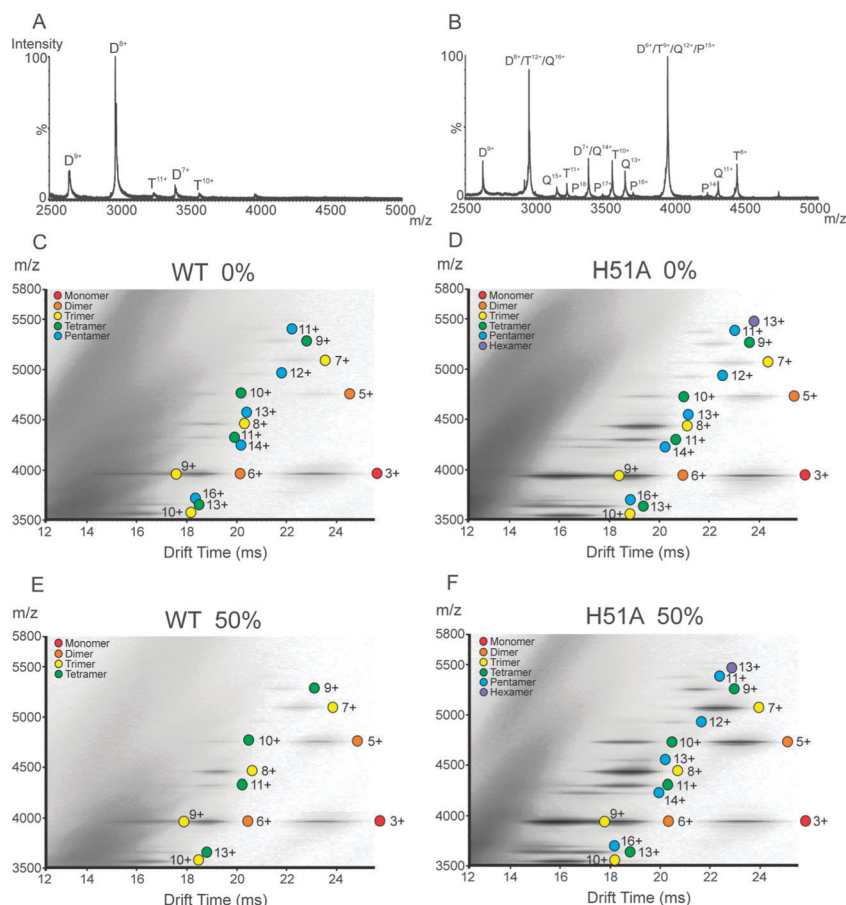 A
Intensity
100
%
D⁸⁺
D⁹⁺
T¹¹⁺
D⁷⁺
T¹⁰⁺
2500 3000 3500 4000 4500 5000
m/z
B
100
%
D⁸⁺/T¹²⁺/Q¹⁶⁺
D⁶⁺/T⁹⁺/Q¹²⁺/P¹⁵⁺
D⁹⁺
D⁷⁺/Q¹⁴⁺
T¹⁰⁺
Q¹³⁺
Q¹⁵⁺
T¹¹⁺
P¹⁸
P¹⁷⁺
P¹⁶⁺
P¹⁴
Q¹¹⁺
T⁸⁺
2500 3000 3500 4000 4500 5000
m/z
C
WT 0%
m/z
5800
5500
5000
4500
4000
3500
Monomer
Dimer
Trimer
Tetramer
Pentamer
11+
9+
7+
12+
10+
5+
13+
8+
11+
14+
9+
6+
3+
16+
13+
10+
12 14 16 18 20 22 24
Drift Time (ms)
D
H51A 0%
m/z
5800
5500
5000
4500
4000
3500
Monomer
Dimer
Trimer
Tetramer
Pentamer
Hexamer
13+
11+
9+
7+
12+
10+
5+
13+
8+
11+
14+
9+
6+
3+
16+
13+
10+
12 14 16 18 20 22 24
Drift Time (ms)
E
WT 50%
m/z
5800
5500
5000
4500
4000
3500
Monomer
Dimer
Trimer
Tetramer
9+
7+
10+
5+
8+
11+
9+
6+
3+
13+
10+
12 14 16 18 20 22 24
Drift Time (ms)
F
H51A 50%
m/z
5800
5500
5000
4500
4000
3500
Monomer
Dimer
Trimer
Tetramer
Pentamer
Hexamer
13+
11+
9+
7+
12+
10+
5+
13+
8+
11+
14+
9+
6+
3+
16+
13+
10+
12 14 16 18 20 22 24
Drift Time (ms)